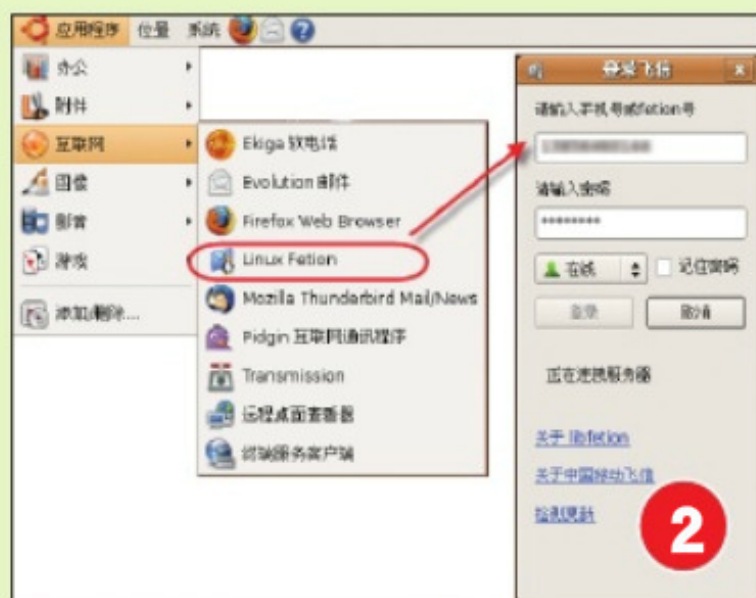 应用程序 位置 系统
办公
附件
互联网
图像
影音
游戏
添加/删除...
Ekiga 软电话
Evolution 邮件
Firefox Web Browser
Linux Fetion
Mozilla Thunderbird Mail/News
Pidgin 互联网通讯程序
Transmission
远程桌面查看器
终端服务客户端
登录飞信
请输入手机号或fetion号
请输入密码
********
在线
记住密码
登录 取消
正在连接服务器
关于 libfetion
关于中国移动飞信
检测更新
2